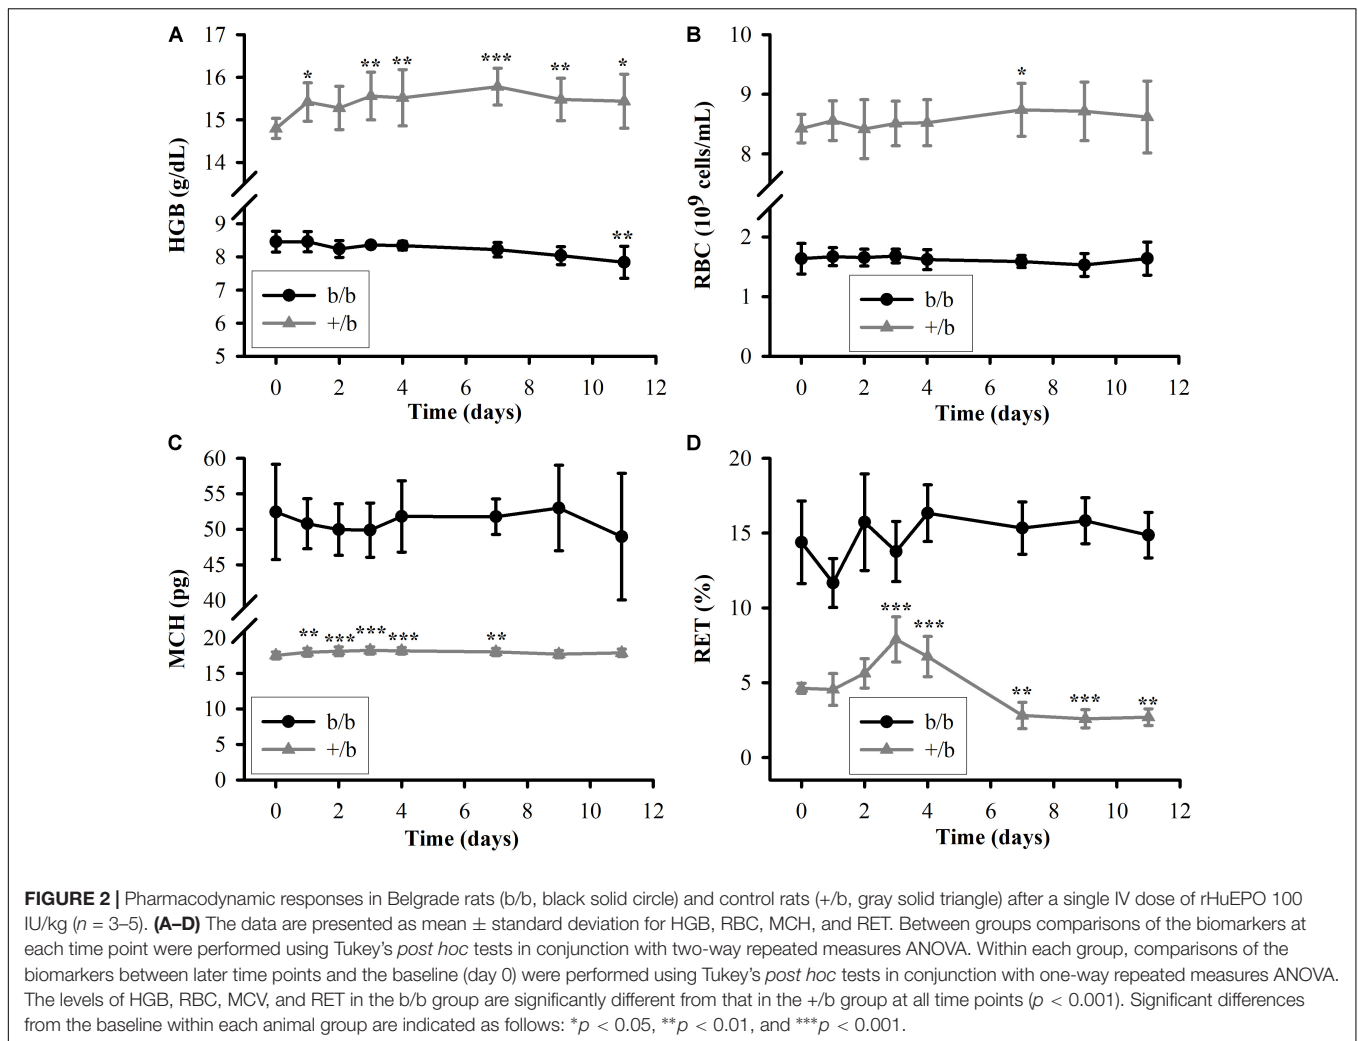 A
17
16
15
14
9
8
7
6
5
HGB (g/dL)
* ** ** *** ** *
**
b/b
+/b
0 2 4 6 8 10 12
Time (days)
B
10
9
8
2
1
0
RBC (10⁹ cells/mL)
*
b/b
+/b
0 2 4 6 8 10 12
Time (days)
C
60
55
50
45
40
20
15
10
5
0
MCH (pg)
** *** *** *** **
b/b
+/b
0 2 4 6 8 10 12
Time (days)
D
20
15
10
5
0
RET (%)
*** *** ** *** **
b/b
+/b
0 2 4 6 8 10 12
Time (days)
FIGURE 2 | Pharmacodynamic responses in Belgrade rats (b/b, black solid circle) and control rats (+/b, gray solid triangle) after a single IV dose of rHuEPO 100
IU/kg (n = 3–5). (A–D) The data are presented as mean ± standard deviation for HGB, RBC, MCH, and RET. Between groups comparisons of the biomarkers at
each time point were performed using Tukey's post hoc tests in conjunction with two-way repeated measures ANOVA. Within each group, comparisons of the
biomarkers between later time points and the baseline (day 0) were performed using Tukey's post hoc tests in conjunction with one-way repeated measures ANOVA.
The levels of HGB, RBC, MCV, and RET in the b/b group are significantly different from that in the +/b group at all time points (p < 0.001). Significant differences
from the baseline within each animal group are indicated as follows: *p < 0.05, **p < 0.01, and ***p < 0.001.